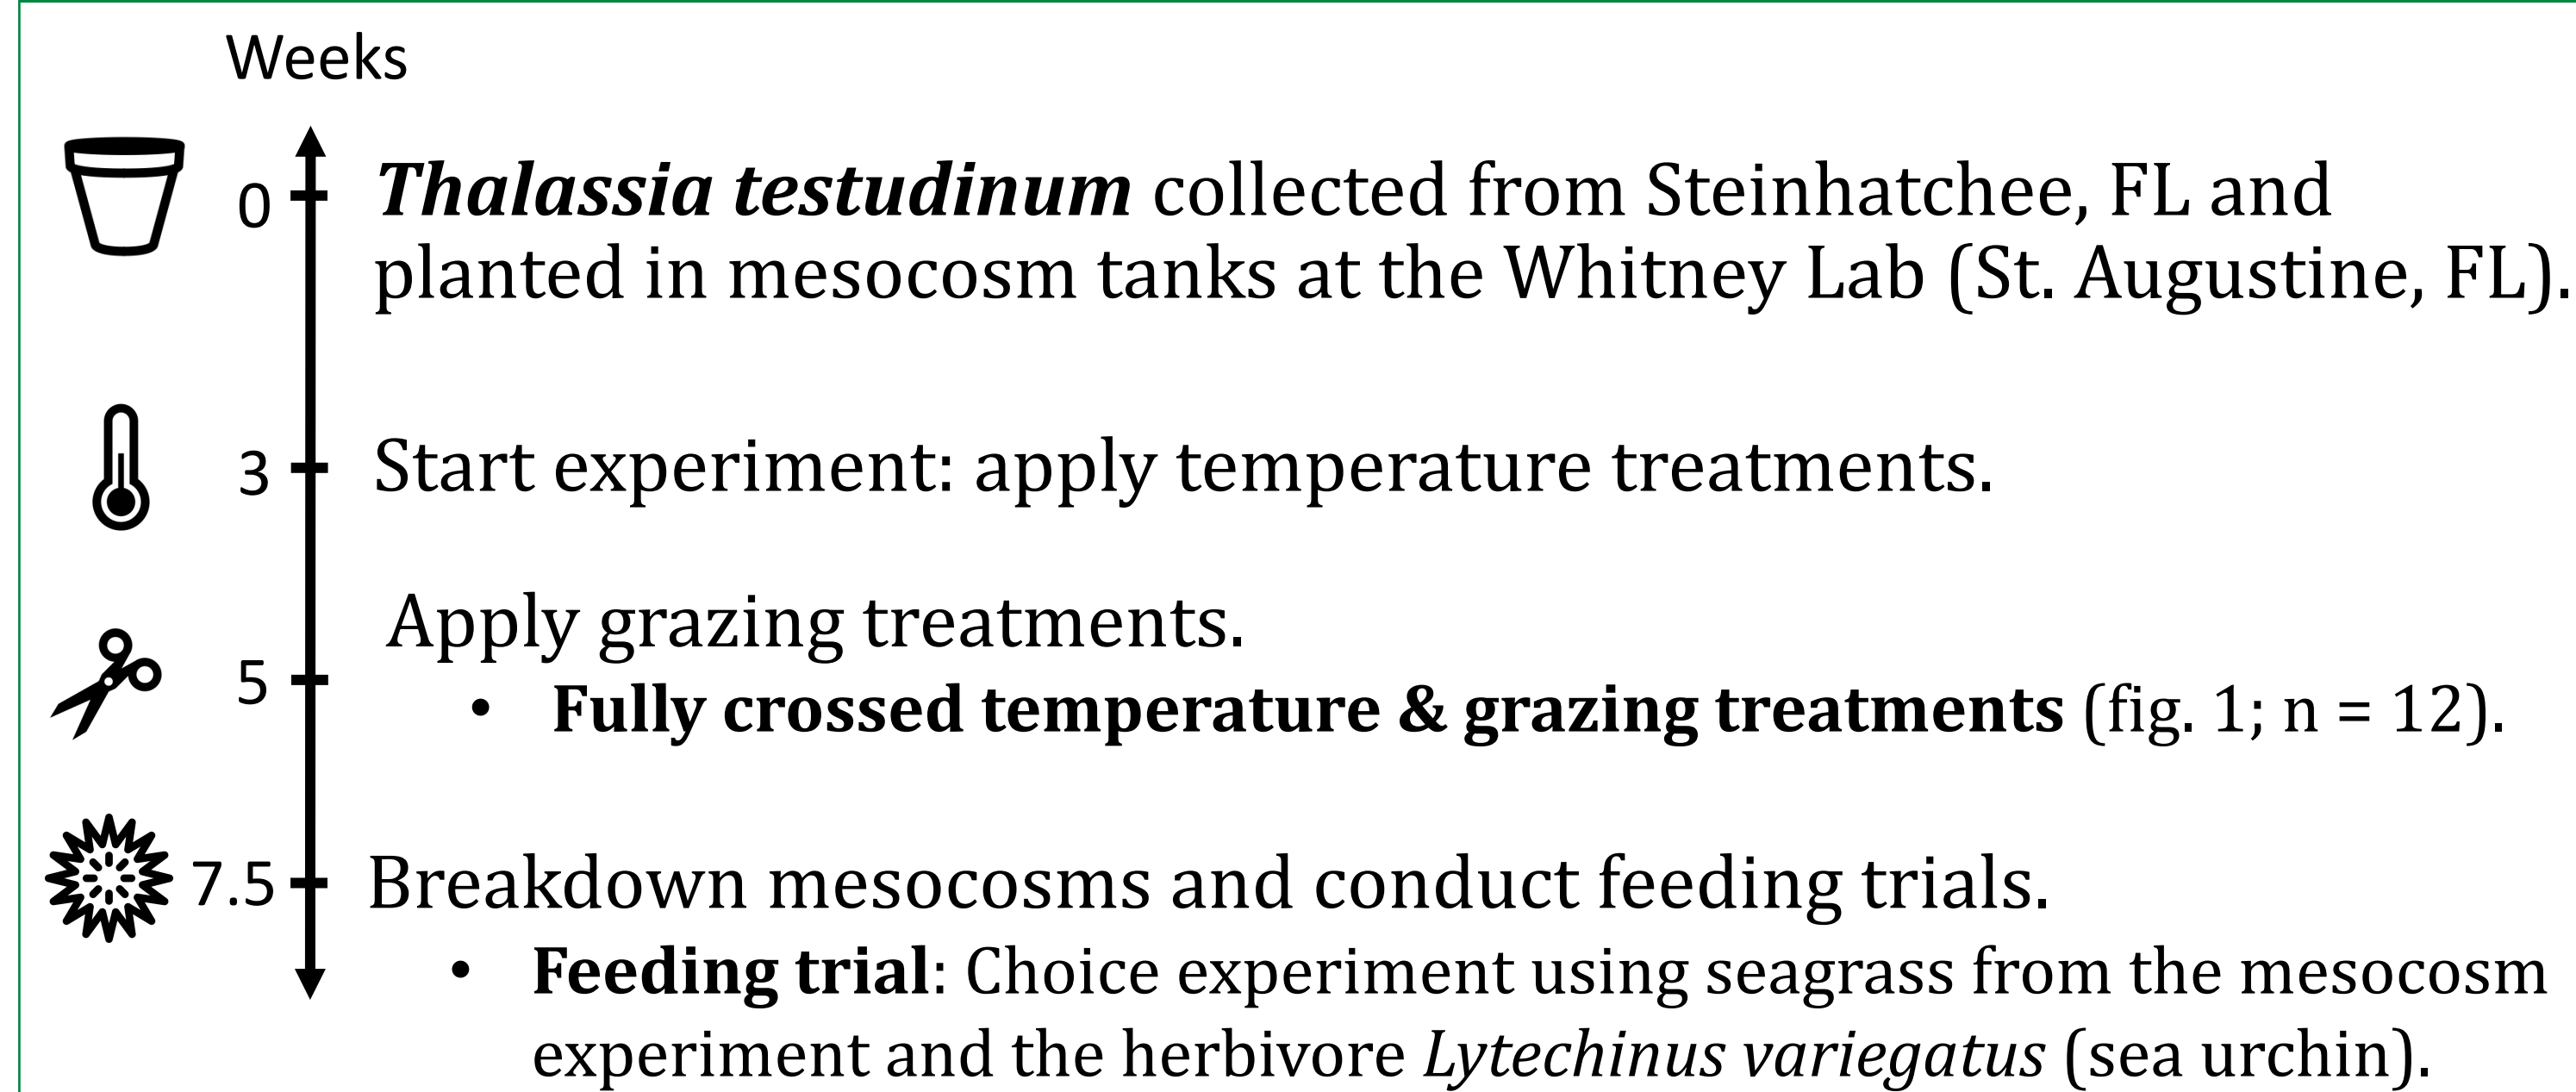 Weeks
0
Thalassia testudinum collected from Steinhatchee, FL and
planted in mesocosm tanks at the Whitney Lab (St. Augustine, FL).
3
Start experiment: apply temperature treatments.
Apply grazing treatments.
5
• Fully crossed temperature & grazing treatments (fig. 1; n = 12).
7.5
Breakdown mesocosms and conduct feeding trials.
• Feeding trial: Choice experiment using seagrass from the mesocosm
experiment and the herbivore Lytechinus variegatus (sea urchin).